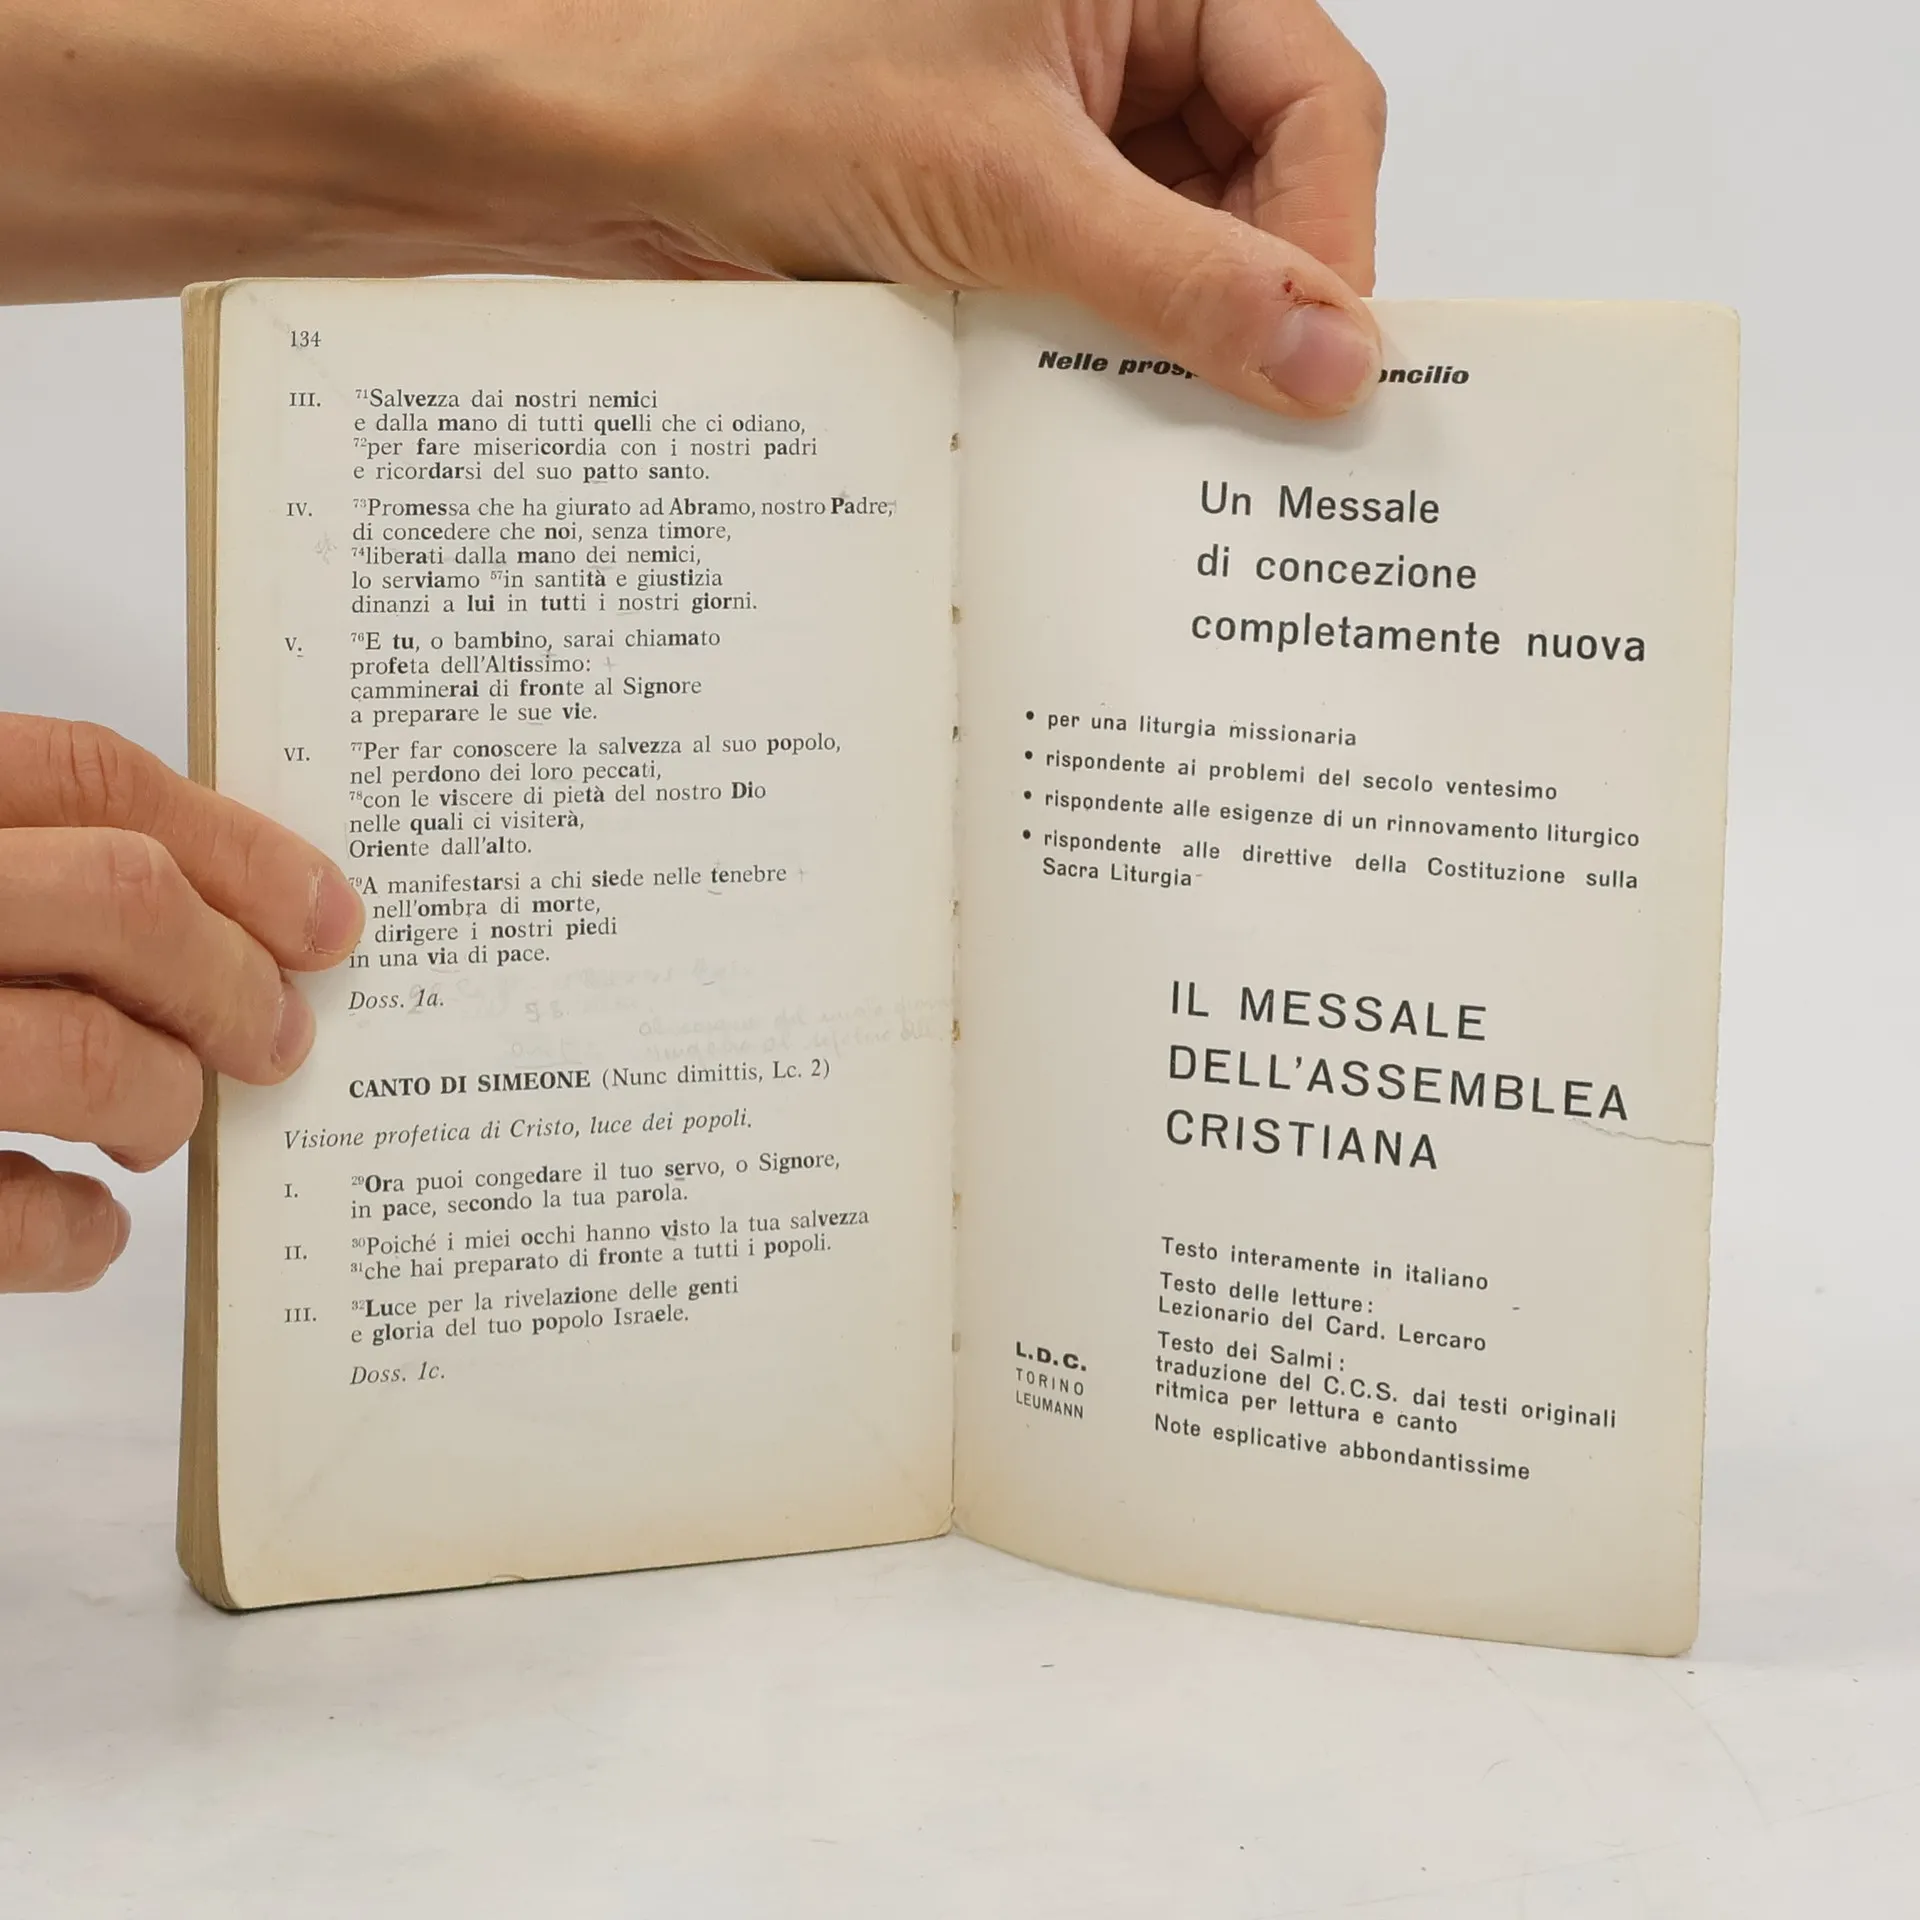 134
III. ⁷¹Salvezza dai nostri nemici
e dalla mano di tutti quelli che ci odiano,
⁷²per fare misericordia con i nostri padri
e ricordarsi del suo patto santo.
IV. ⁷³Promessa che ha giurato ad Abramo, nostro Padre,
di concedere che noi, senza timore,
⁷⁴liberati dalla mano dei nemici,
lo serviamo ⁵⁷in santità e giustizia
dinanzi a lui in tutti i nostri giorni.
V. ⁷⁶E tu, o bambino, sarai chiamato
profeta dell'Altissimo:
camminerai di fronte al Signore
a preparare le sue vie.
VI. ⁷⁷Per far conoscere la salvezza al suo popolo,
nel perdono dei loro peccati,
⁷⁸con le viscere di pietà del nostro Dio
nelle quali ci visiterà,
Oriente dall'alto.
⁷⁹A manifestarsi a chi siede nelle tenebre
nell'ombra di morte,
dirigere i nostri piedi
in una via di pace.
Doss. 1a.
CANTO DI SIMEONE (Nunc dimittis, Lc. 2)
Visione profetica di Cristo, luce dei popoli.
I. ²⁹Ora puoi congedare il tuo servo, o Signore,
in pace, secondo la tua parola.
II. ³⁰Poiché i miei occhi hanno visto la tua salvezza
³¹che hai preparato di fronte a tutti i popoli.
III. ³²Luce per la rivelazione delle genti
e gloria del tuo popolo Israele.
Doss. 1c.
Nelle
Un Messale
di concezione
completamente nuova
• per una liturgia missionaria
• rispondente ai problemi del secolo ventesimo
• rispondente alle esigenze di un rinnovamento liturgico
• rispondente alle direttive della Costituzione sulla
Sacra Liturgia
IL MESSALE
DELL'ASSEMBLEA
CRISTIANA
Testo interamente in italiano
Testo delle letture:
Lezionario del Card. Lercaro
Testo dei Salmi:
traduzione del C.C.S. dai testi originali
ritmica per lettura e canto
Note esplicative abbondantissime
L.D.C.
TORINO
LEUMANN